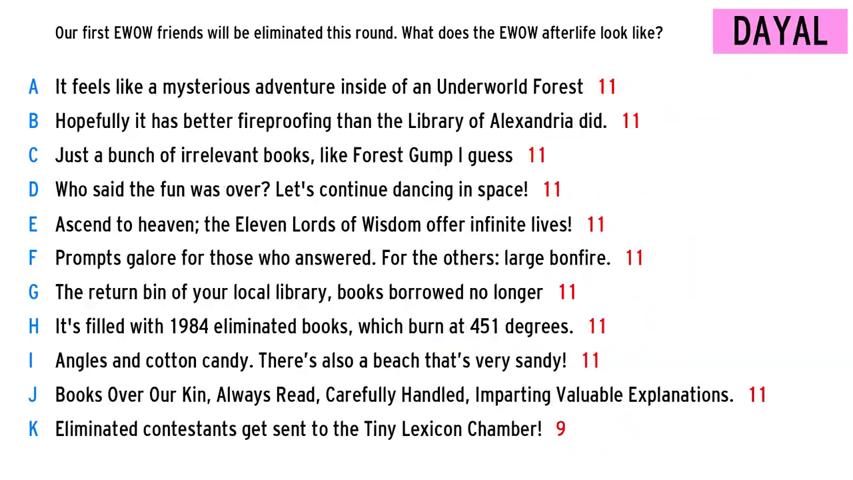 Our first EWOW friends will be eliminated this round. What does the EWOW afterlife look like?
DAYAL
A It feels like a mysterious adventure inside of an Underworld Forest 11
B Hopefully it has better fireproofing than the Library of Alexandria did. 11
C Just a bunch of irrelevant books, like Forest Gump I guess 11
D Who said the fun was over? Let's continue dancing in space! 11
E Ascend to heaven; the Eleven Lords of Wisdom offer infinite lives! 11
F Prompts galore for those who answered. For the others: large bonfire. 11
G The return bin of your local library, books borrowed no longer 11
H It's filled with 1984 eliminated books, which burn at 451 degrees. 11
I Angles and cotton candy. There’s also a beach that’s very sandy! 11
J Books Over Our Kin, Always Read, Carefully Handled, Imparting Valuable Explanations. 11
K Eliminated contestants get sent to the Tiny Lexicon Chamber! 9